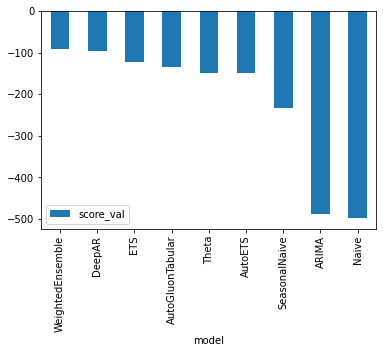 0
−100
−200
−300
−400
−500
score_val
WeightedEnsemble
DeepAR
ETS
AutoGluonTabular
Theta
AutoETS
SeasonalNaive
ARIMA
Naive
model